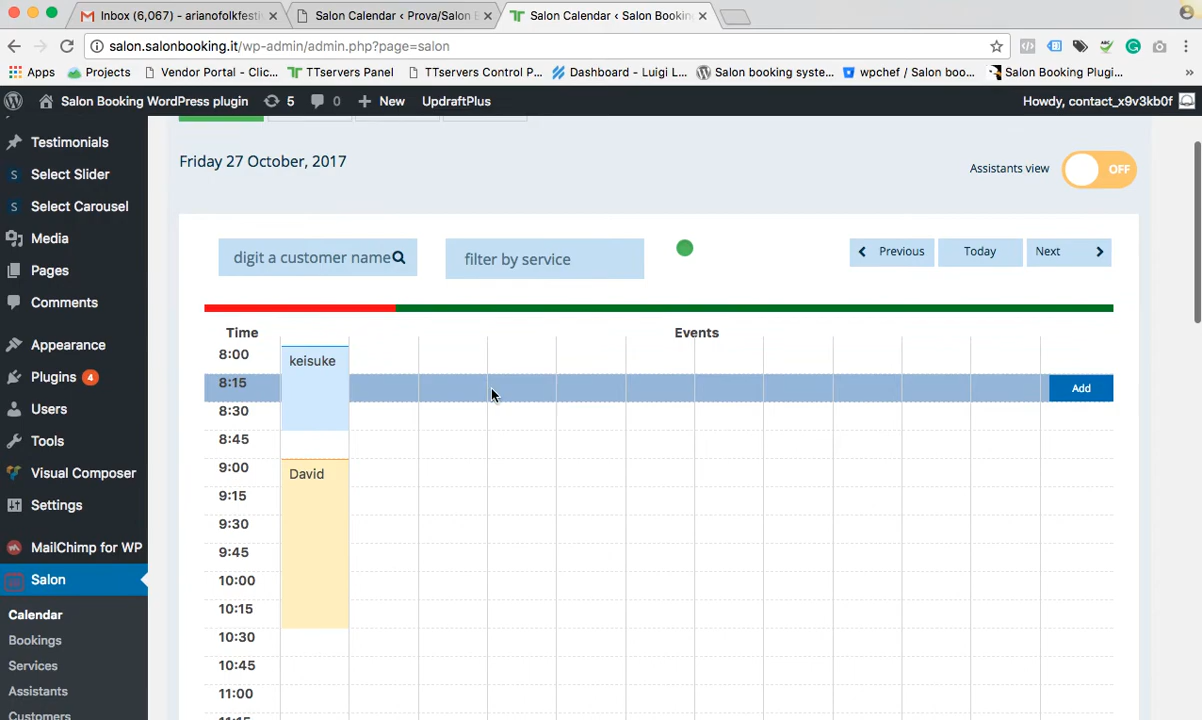 Inbox (6,067) - arianofolkfesti
Salon Calendar ‹ Prova/Salon B
Salon Calendar ‹ Salon Booking
salon.salonbooking.it/wp-admin/admin.php?page=salon
Apps Projects Vendor Portal - Clic... TTservers Panel TTservers Control P... Dashboard - Luigi L... Salon booking syste... wpchef / Salon boo... Salon Booking Plugi... »
Salon Booking WordPress plugin 5 0 New UpdraftPlus Howdy, contact_x9v3kb0f
Testimonials
Select Slider
Select Carousel
Media
Pages
Comments
Appearance
Plugins 4
Users
Tools
Visual Composer
Settings
MailChimp for WP
Salon
Calendar
Bookings
Services
Assistants
Customers
Friday 27 October, 2017
Assistants view OFF
digit a customer name
filter by service
Previous Today Next
Time Events
8:00
keisuke
8:15 Add
8:30
8:45
9:00
David
9:15
9:30
9:45
10:00
10:15
10:30
10:45
11:00
11:15